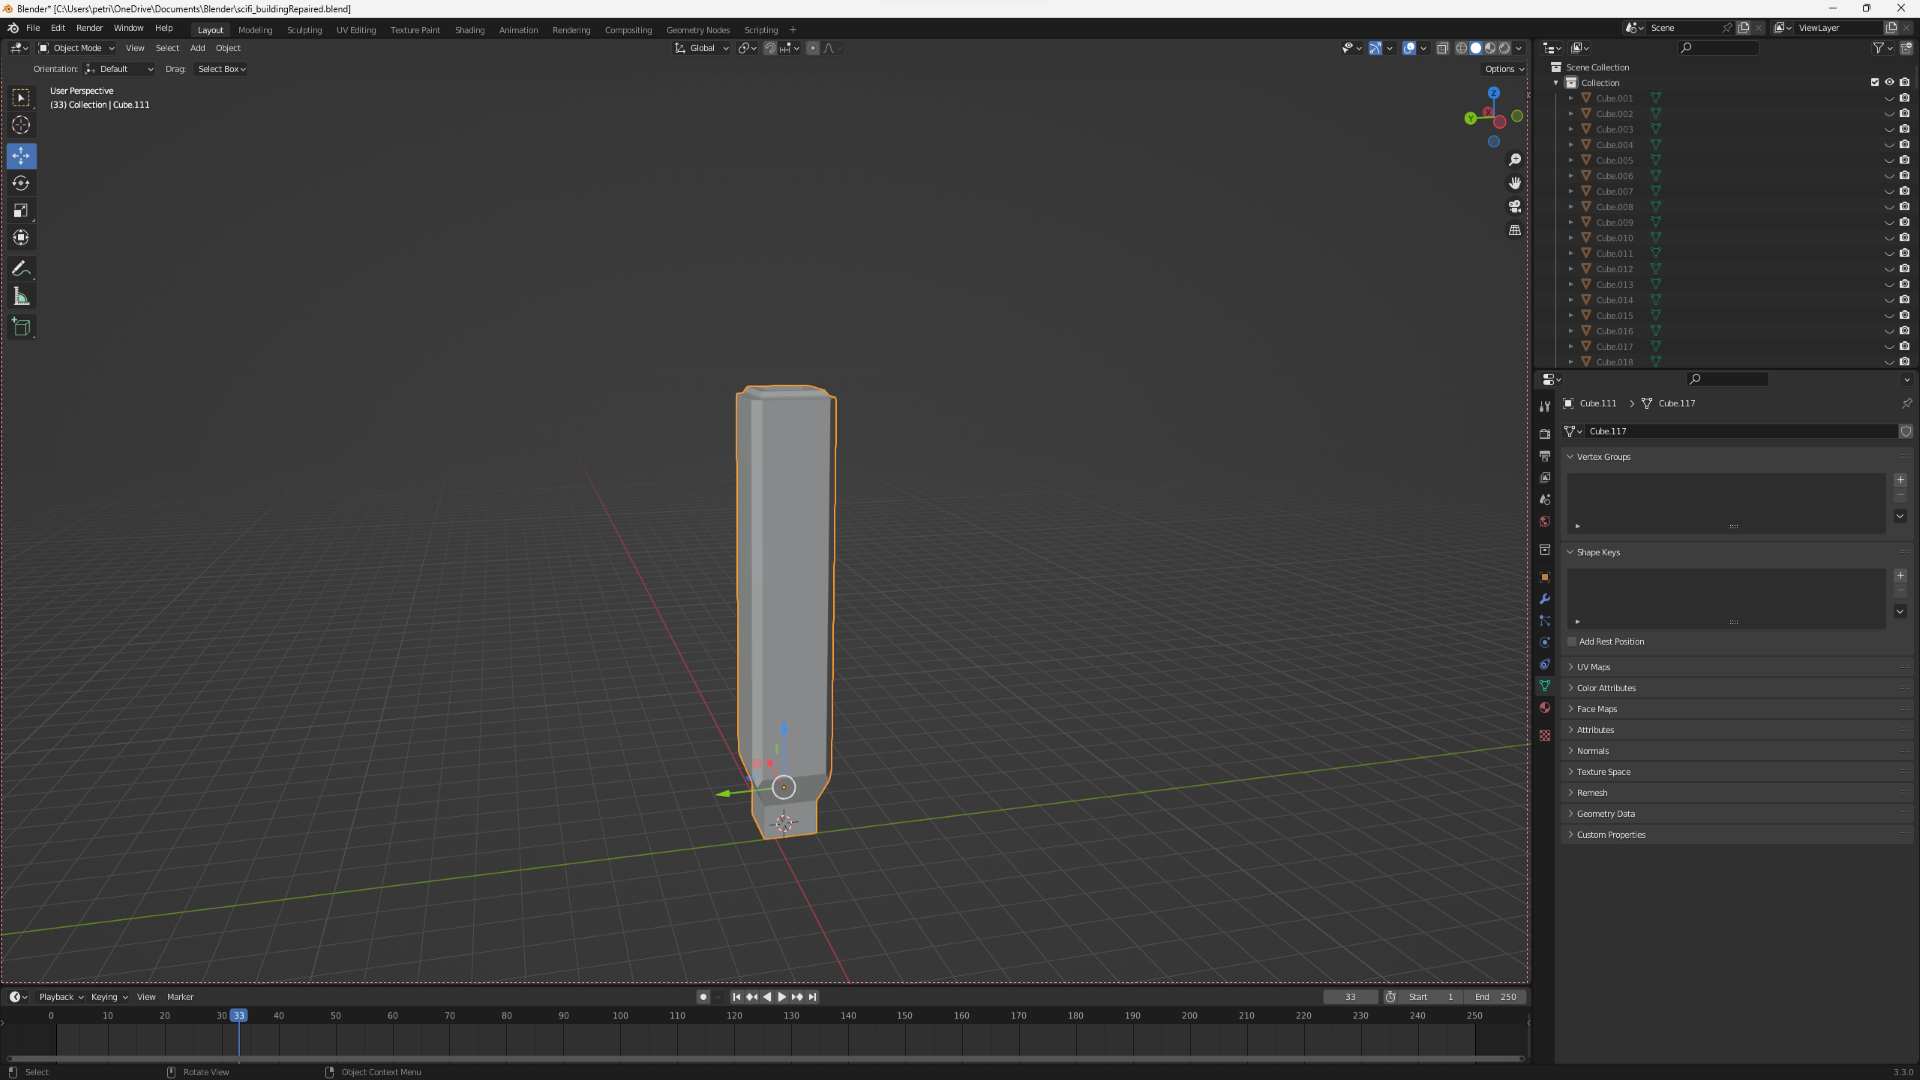 Blender* [C:\Users\petri\OneDrive\Documents\Blender\scifi_buildingRepaired.blend]
File Edit Render Window Help Layout Modeling Sculpting UV Editing Texture Paint Shading Animation Rendering Compositing Geometry Nodes Scripting + Scene ViewLayer
Object Mode View Select Add Object Global
Orientation: Default Drag: Select Box Options
User Perspective
(33) Collection | Cube.111
Z
Y
X
Scene Collection
Collection
Cube.001
Cube.002
Cube.003
Cube.004
Cube.005
Cube.006
Cube.007
Cube.008
Cube.009
Cube.010
Cube.011
Cube.012
Cube.013
Cube.014
Cube.015
Cube.016
Cube.017
Cube.018
Cube.111 > Cube.117
Cube.117
Vertex Groups
Shape Keys
Add Rest Position
UV Maps
Color Attributes
Face Maps
Attributes
Normals
Texture Space
Remesh
Geometry Data
Custom Properties
Playback Keying View Marker 33 Start 1 End 250
0 10 20 30 33 40 50 60 70 80 90 100 110 120 130 140 150 160 170 180 190 200 210 220 230 240 250
Select Rotate View Object Context Menu 3.3.0